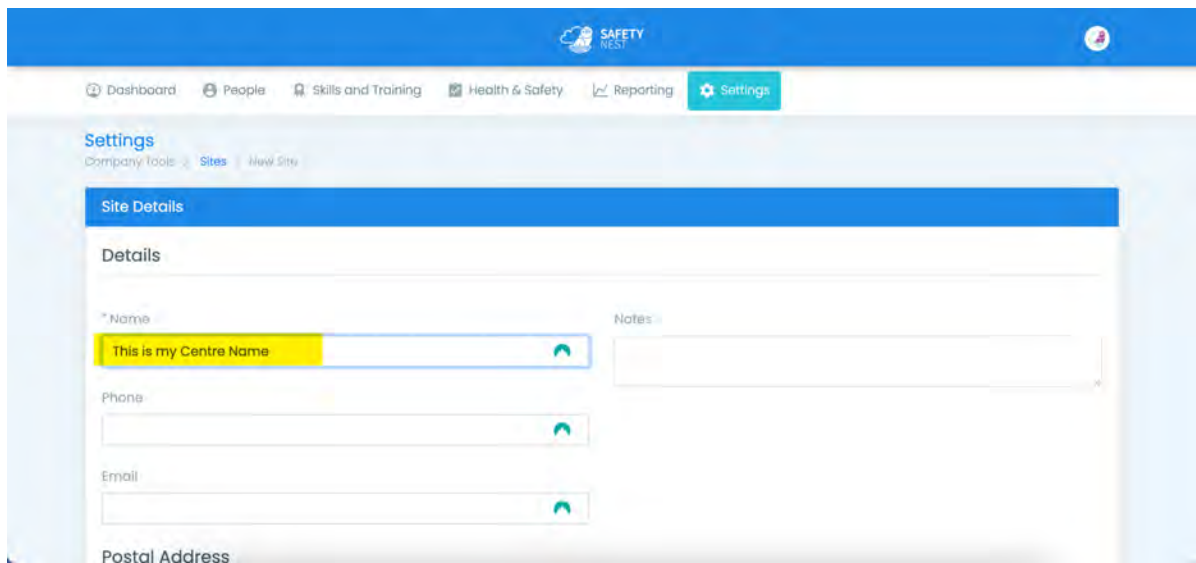 SAFETY
NEST
Dashboard People Skills and Training Health & Safety Reporting Settings
Settings
Company Tools Sites New Site
Site Details
Details
* Name Notes
This is my Centre Name
Phone
Email
Postal Address